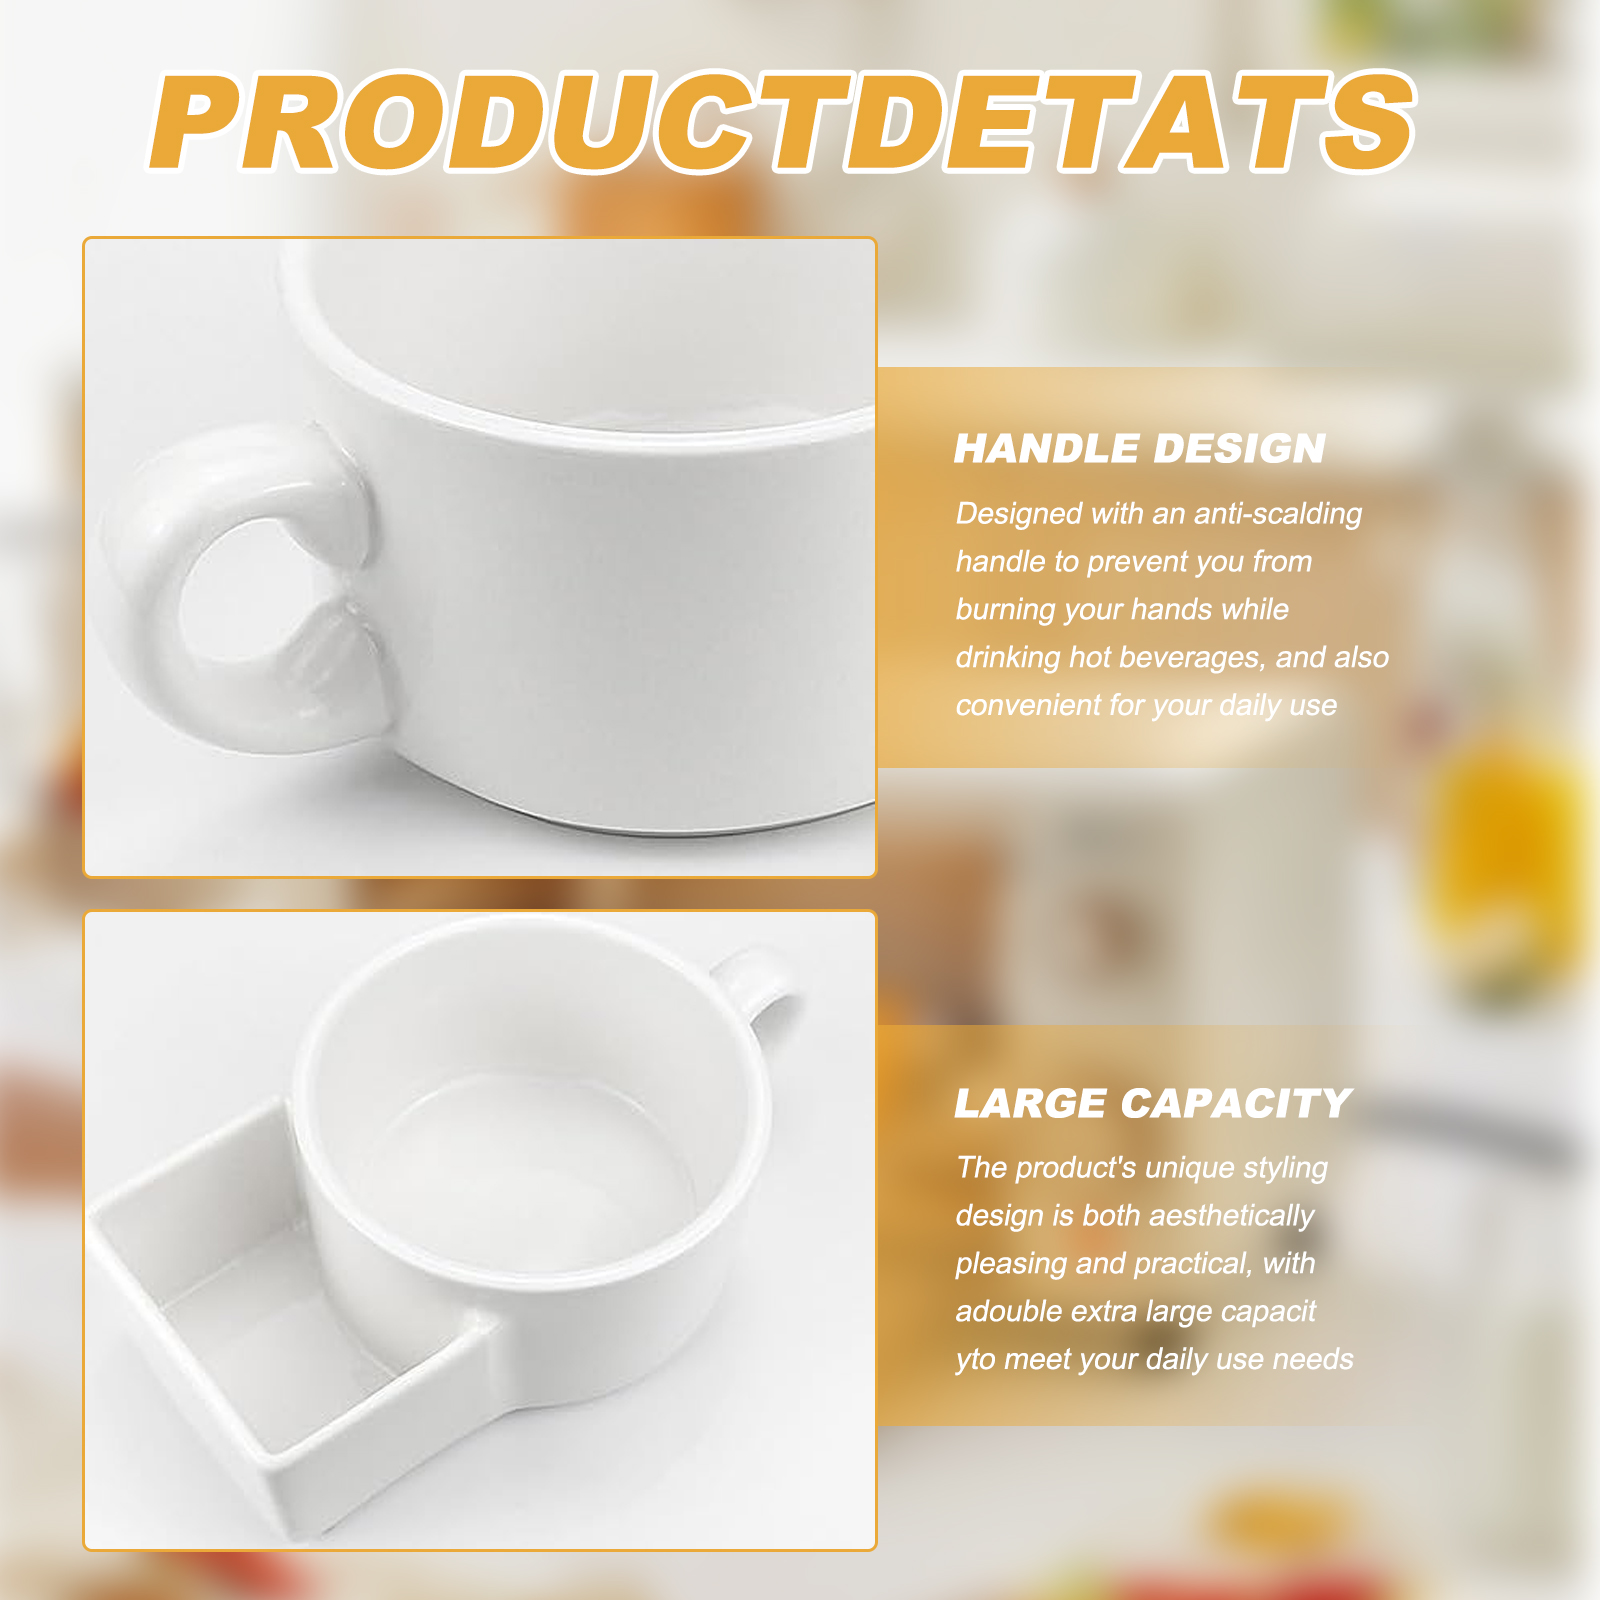 PRODUCTDETATS
HANDLE DESIGN
Designed with an anti-scalding
handle to prevent you from
burning your hands while
drinking hot beverages, and also
convenient for your daily use
LARGE CAPACITY
The product's unique styling
design is both aesthetically
pleasing and practical, with
adouble extra large capacit
yto meet your daily use needs